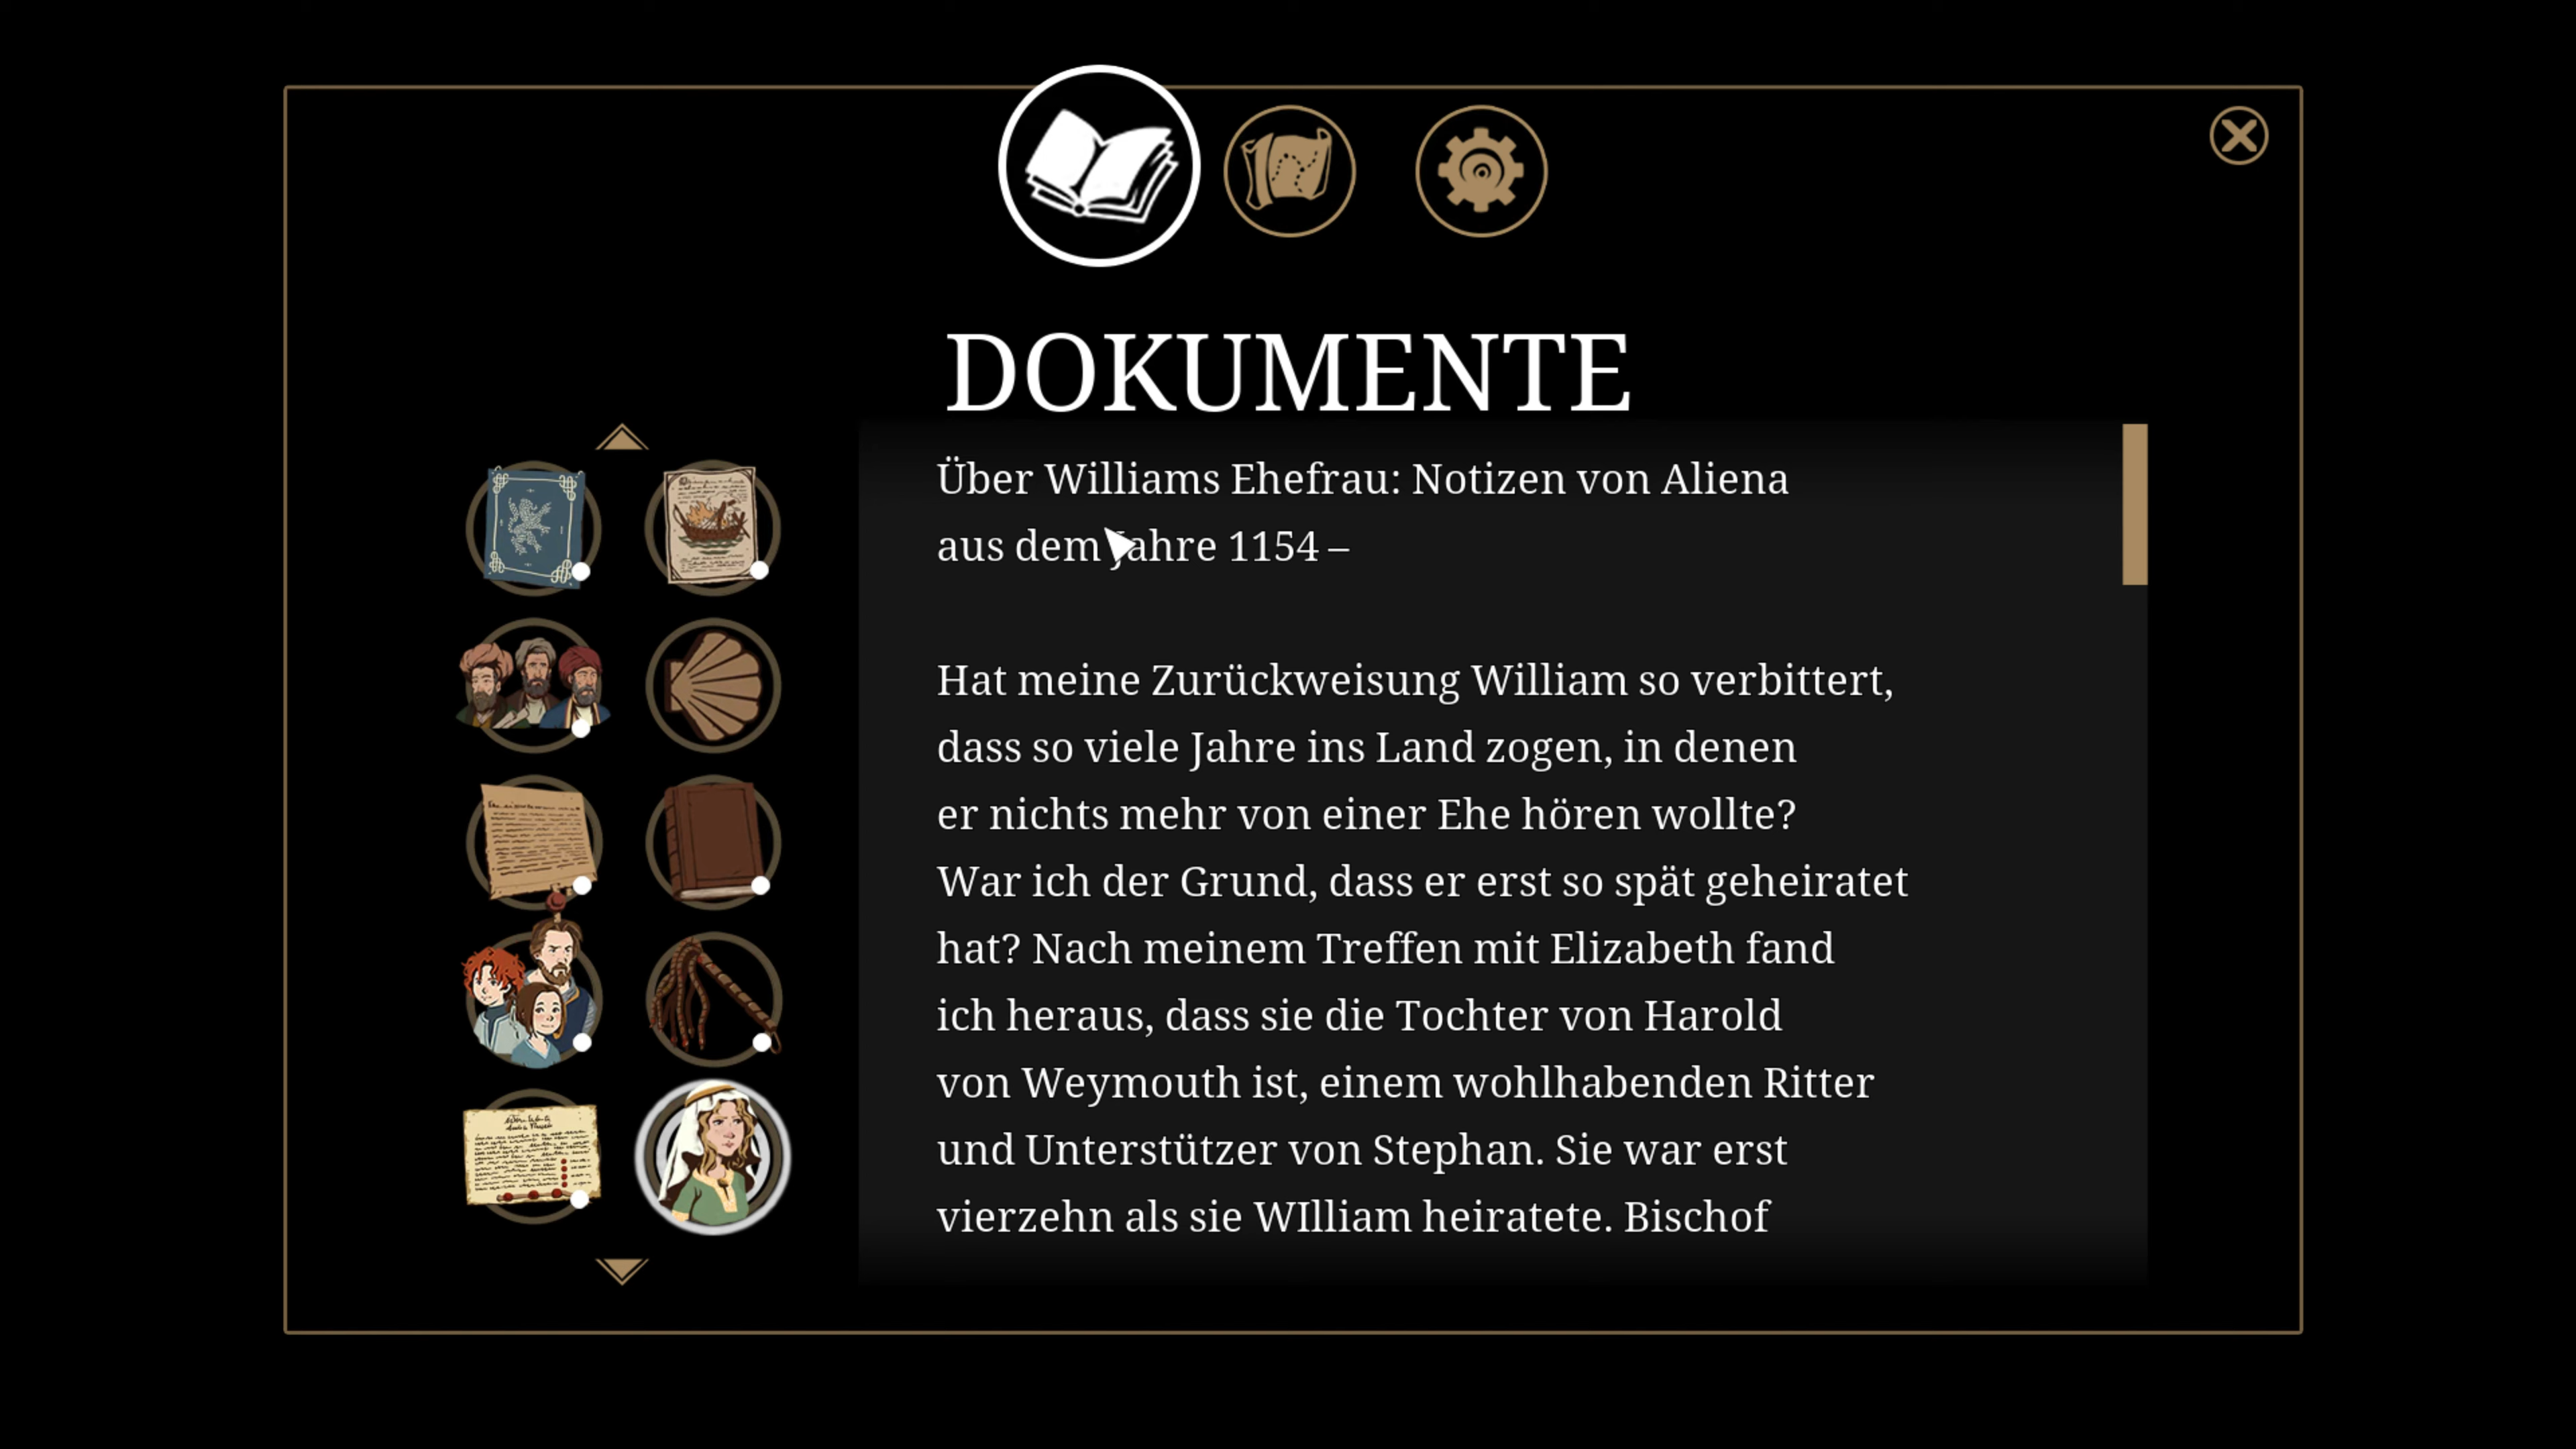 DOKUMENTE
Über Williams Ehefrau: Notizen von Aliena
aus dem Jahre 1154 –
Hat meine Zurückweisung William so verbittert,
dass so viele Jahre ins Land zogen, in denen
er nichts mehr von einer Ehe hören wollte?
War ich der Grund, dass er erst so spät geheiratet
hat? Nach meinem Treffen mit Elizabeth fand
ich heraus, dass sie die Tochter von Harold
von Weymouth ist, einem wohlhabenden Ritter
und Unterstützer von Stephan. Sie war erst
vierzehn als sie WIlliam heiratete. Bischof